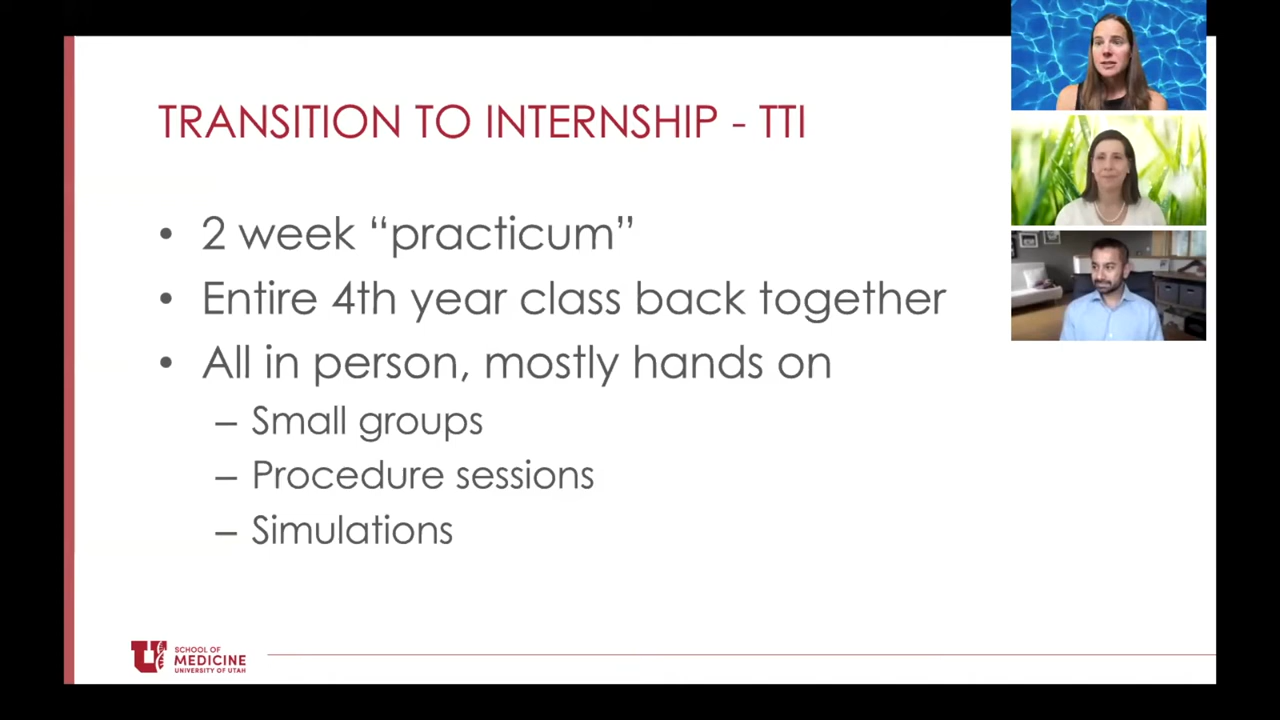 TRANSITION TO INTERNSHIP - TTI
• 2 week “practicum”
• Entire 4th year class back together
• All in person, mostly hands on
– Small groups
– Procedure sessions
– Simulations
U
SCHOOL OF
MEDICINE
UNIVERSITY OF UTAH